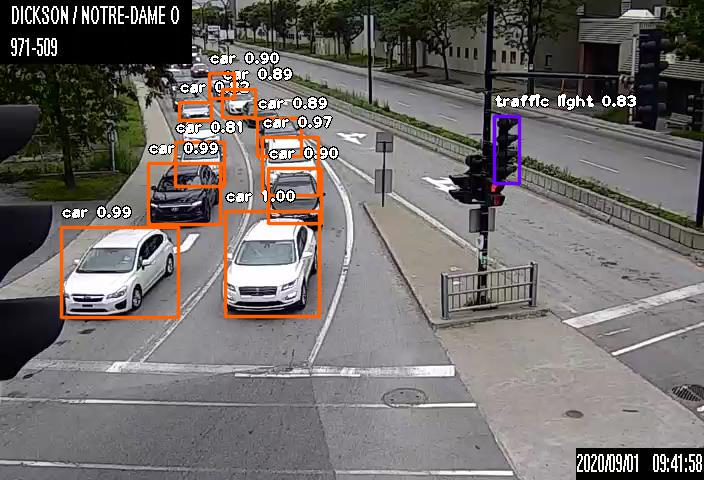 DICKSON / NOTRE-DAME O
971-509
car 0.90
car 0.89
car
car 0.89
traffic light 0.83
car 0.81
car 0.97
car 0.99
car 0.90
car 1.00
car 0.99
2020/09/01 09:41:58